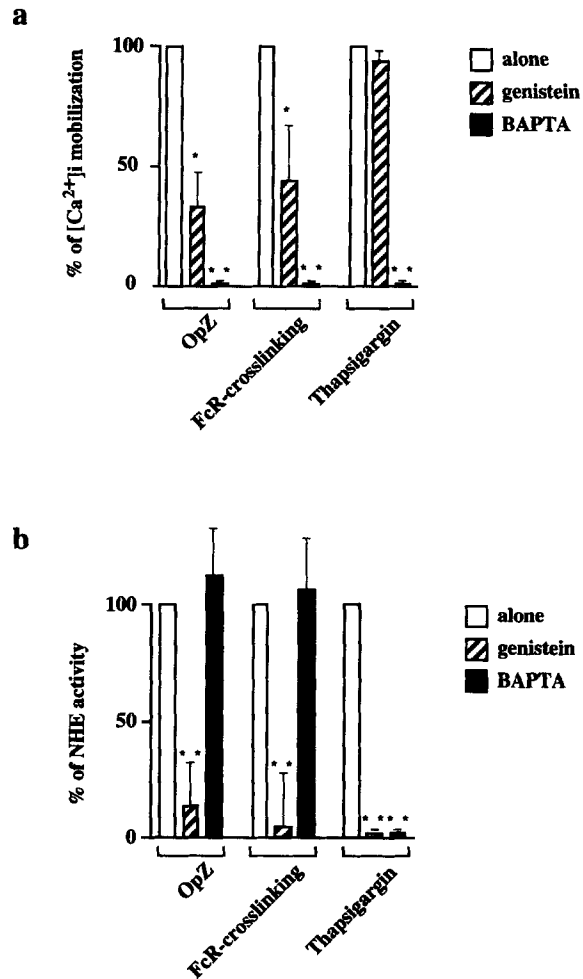 a
% of [Ca2+]i mobilization
100
50
0
* * * * * * * *
OpZ
FcR-crosslinking
Thapsigargin
alone
genistein
BAPTA
b
% of NHE activity
100
50
0
* * * * * * * *
OpZ
FcR-crosslinking
Thapsigargin
alone
genistein
BAPTA